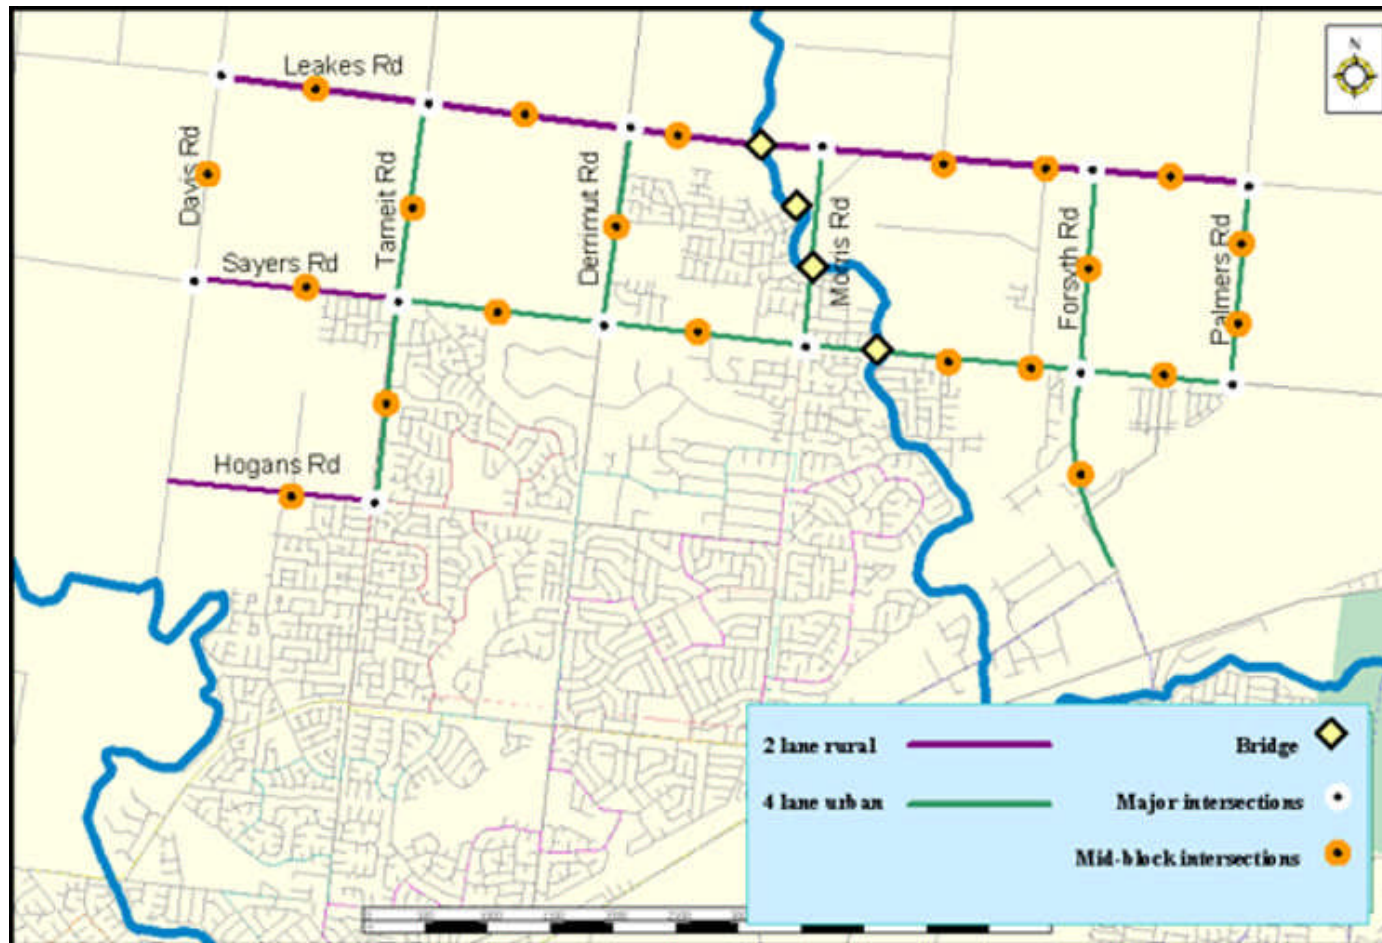 N
Leakes Rd
Davis Rd
Tarneit Rd
Derrimut Rd
Morris Rd
Forsyth Rd
Palmers Rd
Sayers Rd
Hogans Rd
2 lane rural
Bridge
4 lane urban
Major intersections
Mid-block intersections